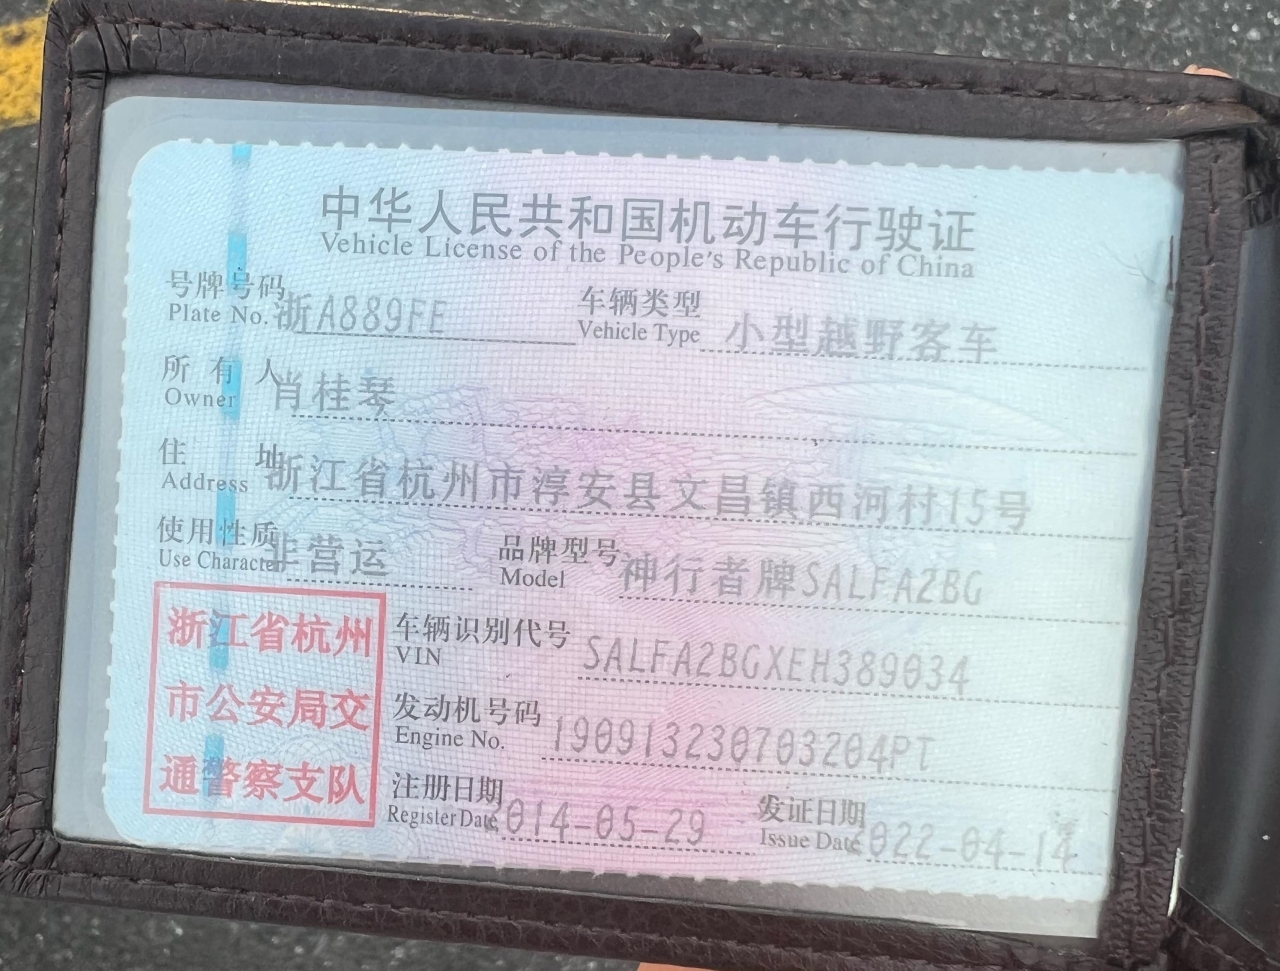 中华人民共和国机动车行驶证
Vehicle License of the People's Republic of China
号牌号码 浙A889FE 车辆类型 小型越野客车
Plate No. Vehicle Type
所有人 肖桂琴
Owner
住址 浙江省杭州市淳安县文昌镇西河村15号
Address
使用性质 非营运 品牌型号 神行者牌SALFA2BG
Use Character Model
浙江省杭州
市公安局交
通警察支队
车辆识别代号 SALFA2BGXEH389034
VIN
发动机号码 190913230703204PT
Engine No.
注册日期 2014-05-29 发证日期 2022-04-14
Register Date Issue Date